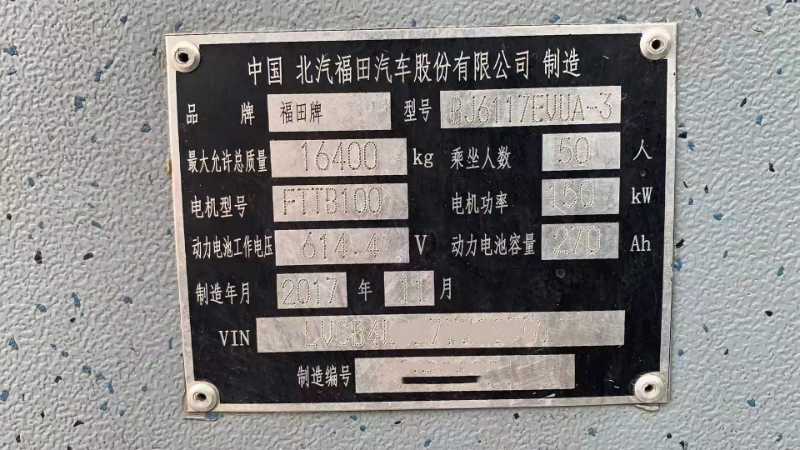 中国 北汽福田汽车股份有限公司 制造
品牌 福田牌 型号 BJ6117EVUA-3
最大允许总质量 16400 kg 乘坐人数 50 人
电机型号 FTTB100 电机功率 160 kW
动力电池工作电压 614.4 V 动力电池容量 270 Ah
制造年月 2017 年 11 月
VIN
制造编号